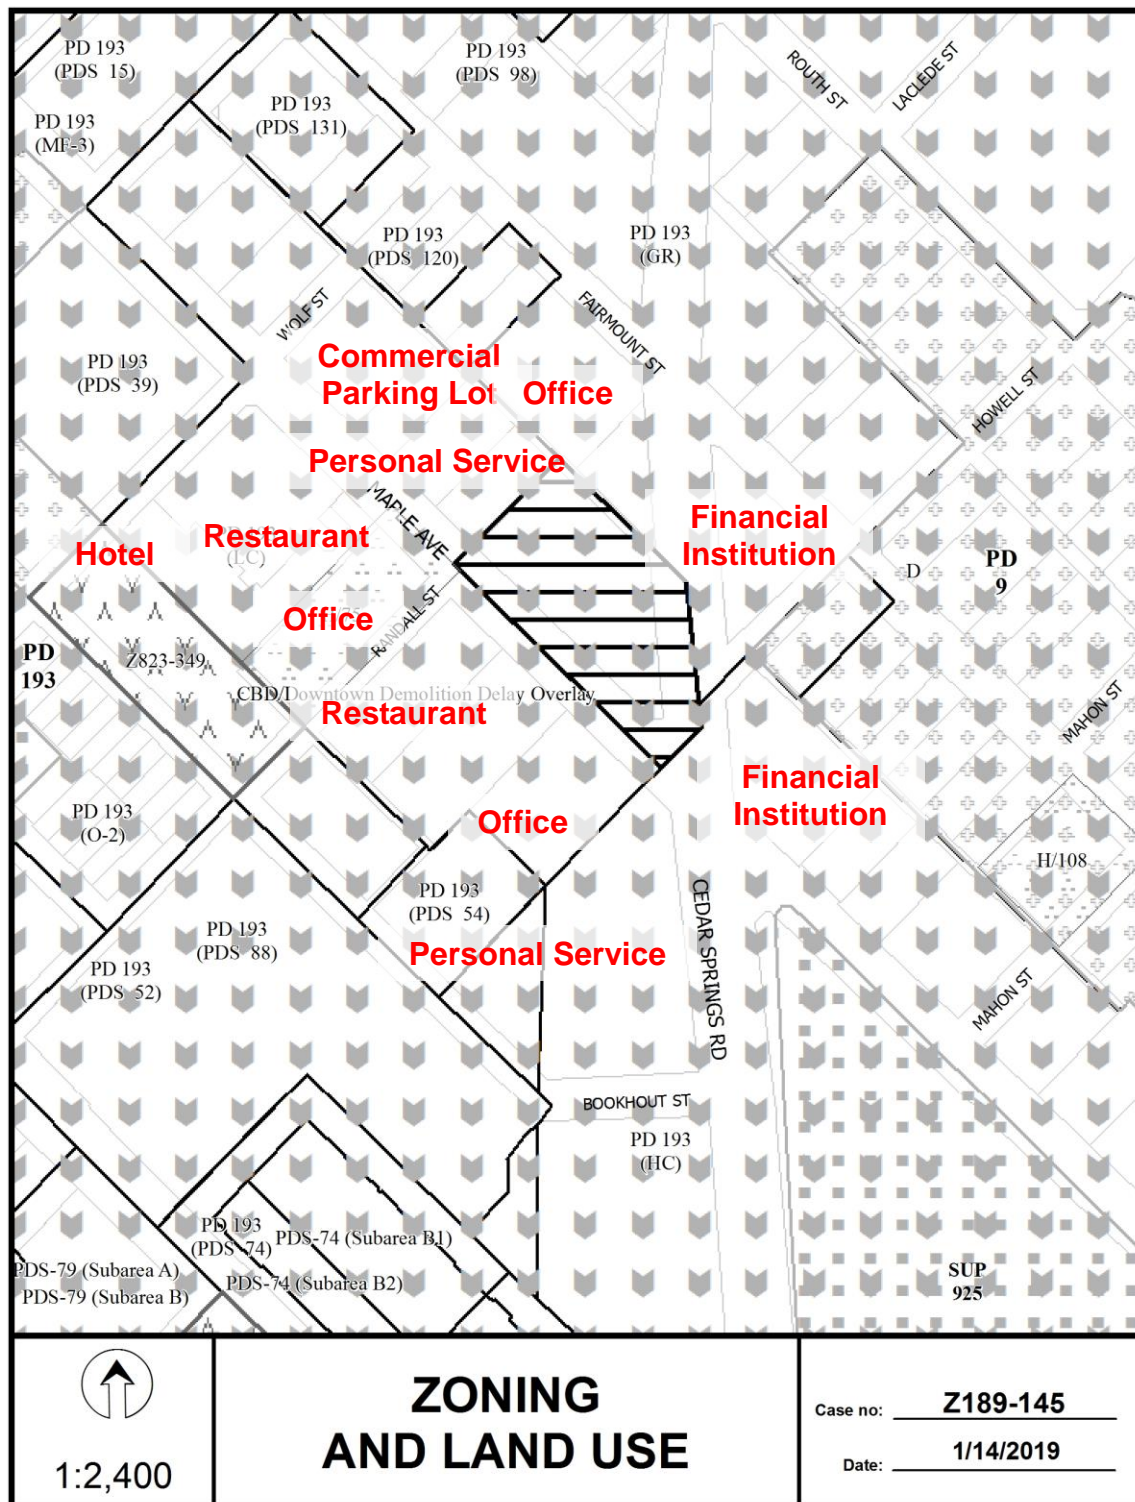 PD 193
(PDS 15)
PD 193
(PDS 98)
ROUTH ST
LACLEDE ST
PD 193
(MF-3)
PD 193
(PDS 131)
PD 193
(PDS 120)
PD 193
(GR)
WOLF ST
FAIRMOUNT ST
PD 193
(PDS 39)
Commercial
Parking Lot
Office
HOWELL ST
Personal Service
MAPLE AVE
Financial
Institution
Restaurant
(LC)
Hotel
D
PD
9
Office
RANDALL ST
PD
193
Z823-349
CBD/Downtown Demolition Delay Overlay
Restaurant
MAHON ST
Financial
Institution
PD 193
(O-2)
Office
H/108
PD 193
(PDS 54)
CEDAR SPRINGS RD
PD 193
(PDS 88)
Personal Service
PD 193
(PDS 52)
MAHON ST
BOOKHOUT ST
PD 193
(HC)
PD 193
(PDS 74)
PDS-74 (Subarea B1)
PDS-79 (Subarea A)
PDS-74 (Subarea B2)
PDS-79 (Subarea B)
SUP
925
1:2,400
ZONING
AND LAND USE
Case no: Z189-145
Date: 1/14/2019